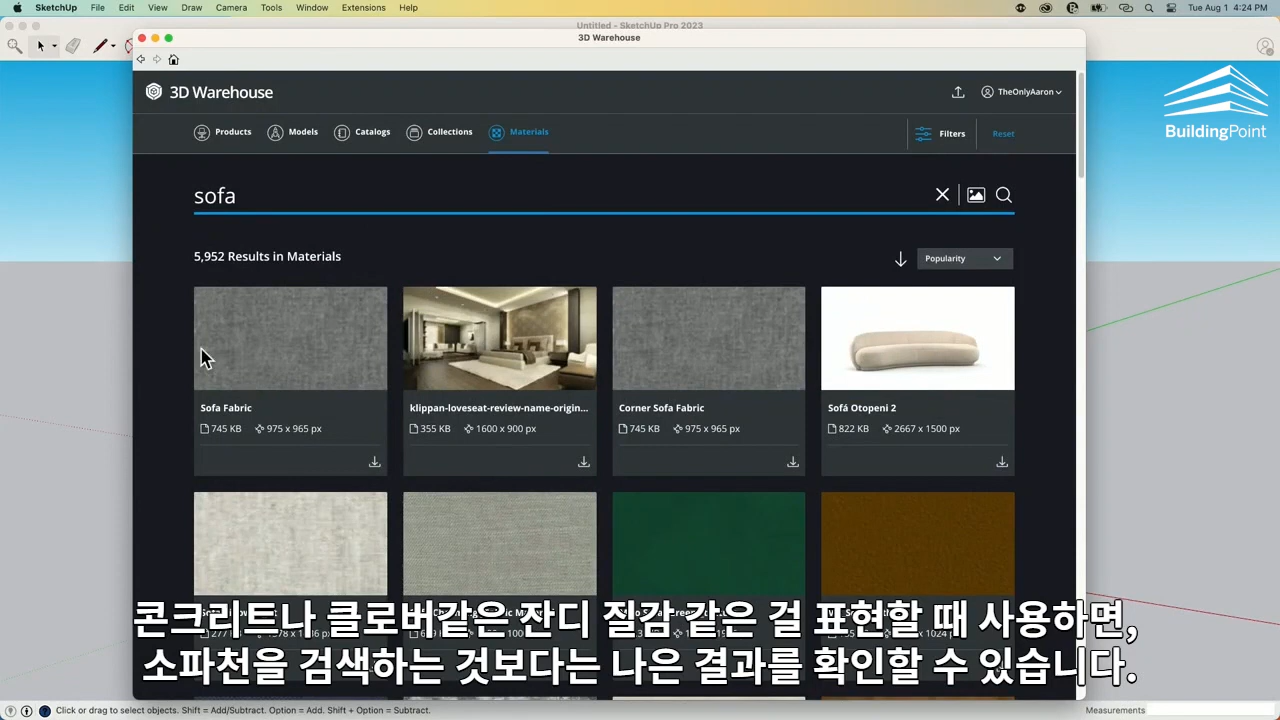 SketchUp File Edit View Draw Camera Tools Window Extensions Help Tue Aug 1 4:24 PM
Untitled - SketchUp Pro 2023
3D Warehouse
3D Warehouse TheOnlyAaron
BuildingPoint
Products Models Catalogs Collections Materials Filters Reset
sofa
5,952 Results in Materials Popularity
Sofa Fabric klippan-loveseat-review-name-origin... Corner Sofa Fabric Sofá Otopeni 2
745 KB 975 x 965 px 355 KB 1600 x 900 px 745 KB 975 x 965 px 822 KB 2667 x 1500 px
콘크리트나 클로버같은 잔디 질감 같은 걸 표현할 때 사용하면,
소파천을 검색하는 것보다는 나은 결과를 확인할 수 있습니다.
Click or drag to select objects. Shift = Add/Subtract. Option = Add. Shift + Option = Subtract. Measurements